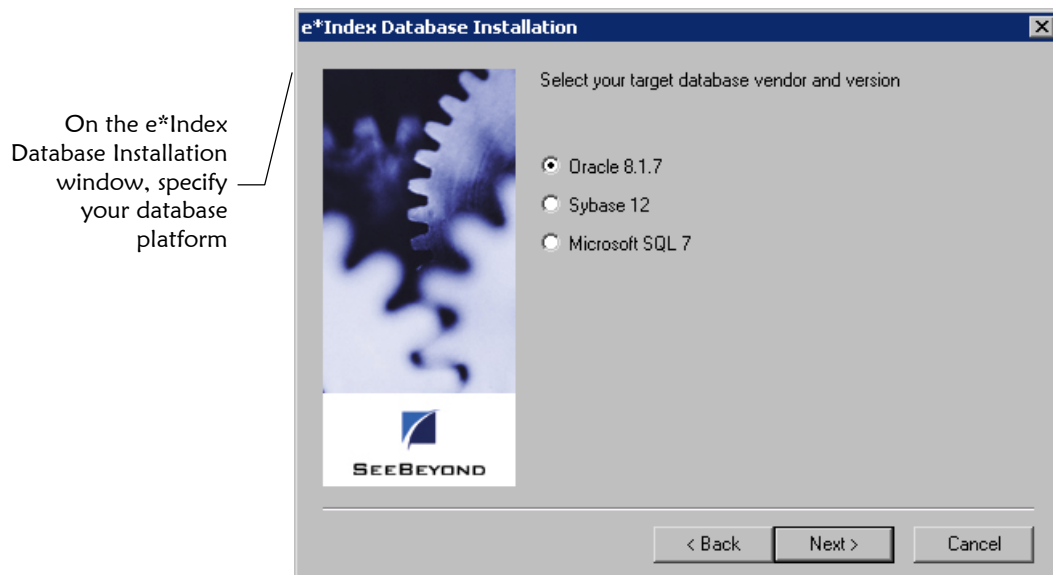 e*Index Database Installation
Select your target database vendor and version
On the e*Index
Database Installation
window, specify
your database
platform
Oracle 8.1.7
Sybase 12
Microsoft SQL 7
SEEBEYOND
< Back
Next >
Cancel